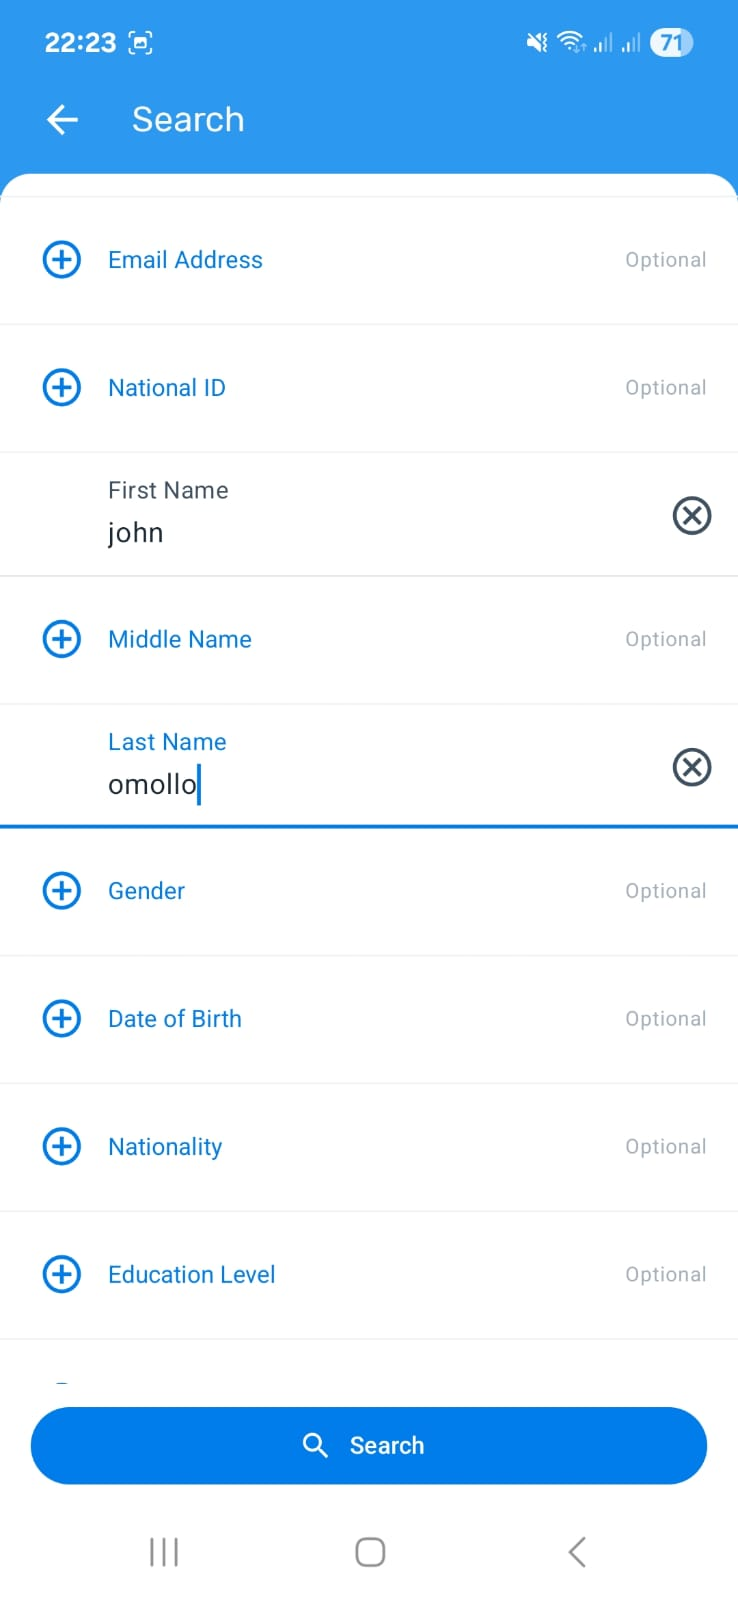 22:23 71
Search
Email Address Optional
National ID Optional
First Name
john
Middle Name Optional
Last Name
omollo
Gender Optional
Date of Birth Optional
Nationality Optional
Education Level Optional
Search